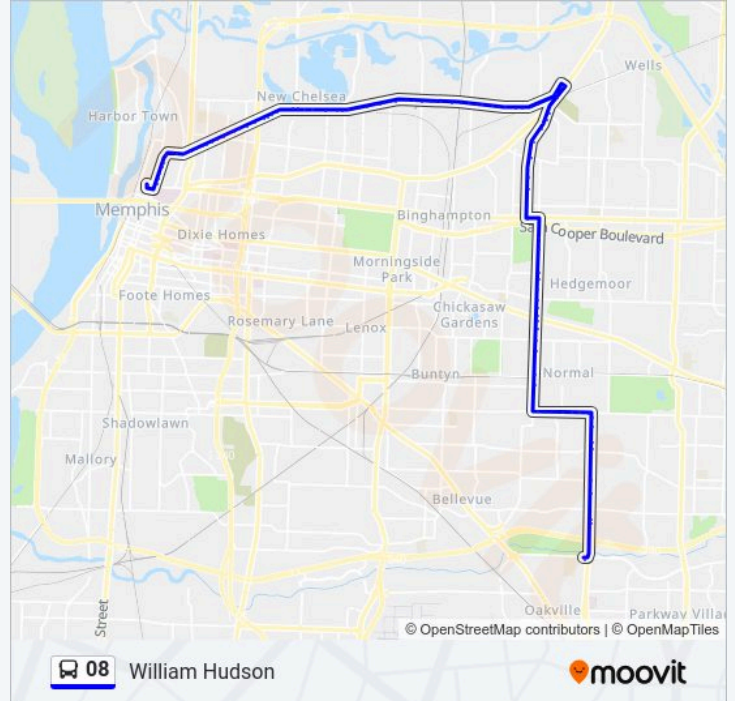 Wells
New Chelsea
Harbor Town
Memphis
Binghampton
Dixie Homes
Cooper Boulevard
Morningside
Park
Hedgemoor
Foote Homes
Chickasaw
Gardens
Rosemary Lane
Lenox
Buntyn
Normal
Shadowlawn
Mallory
Bellevue
Oakville
Parkway Villa
Street
© OpenStreetMap contributors | © OpenMapTiles
08 William Hudson
moovit